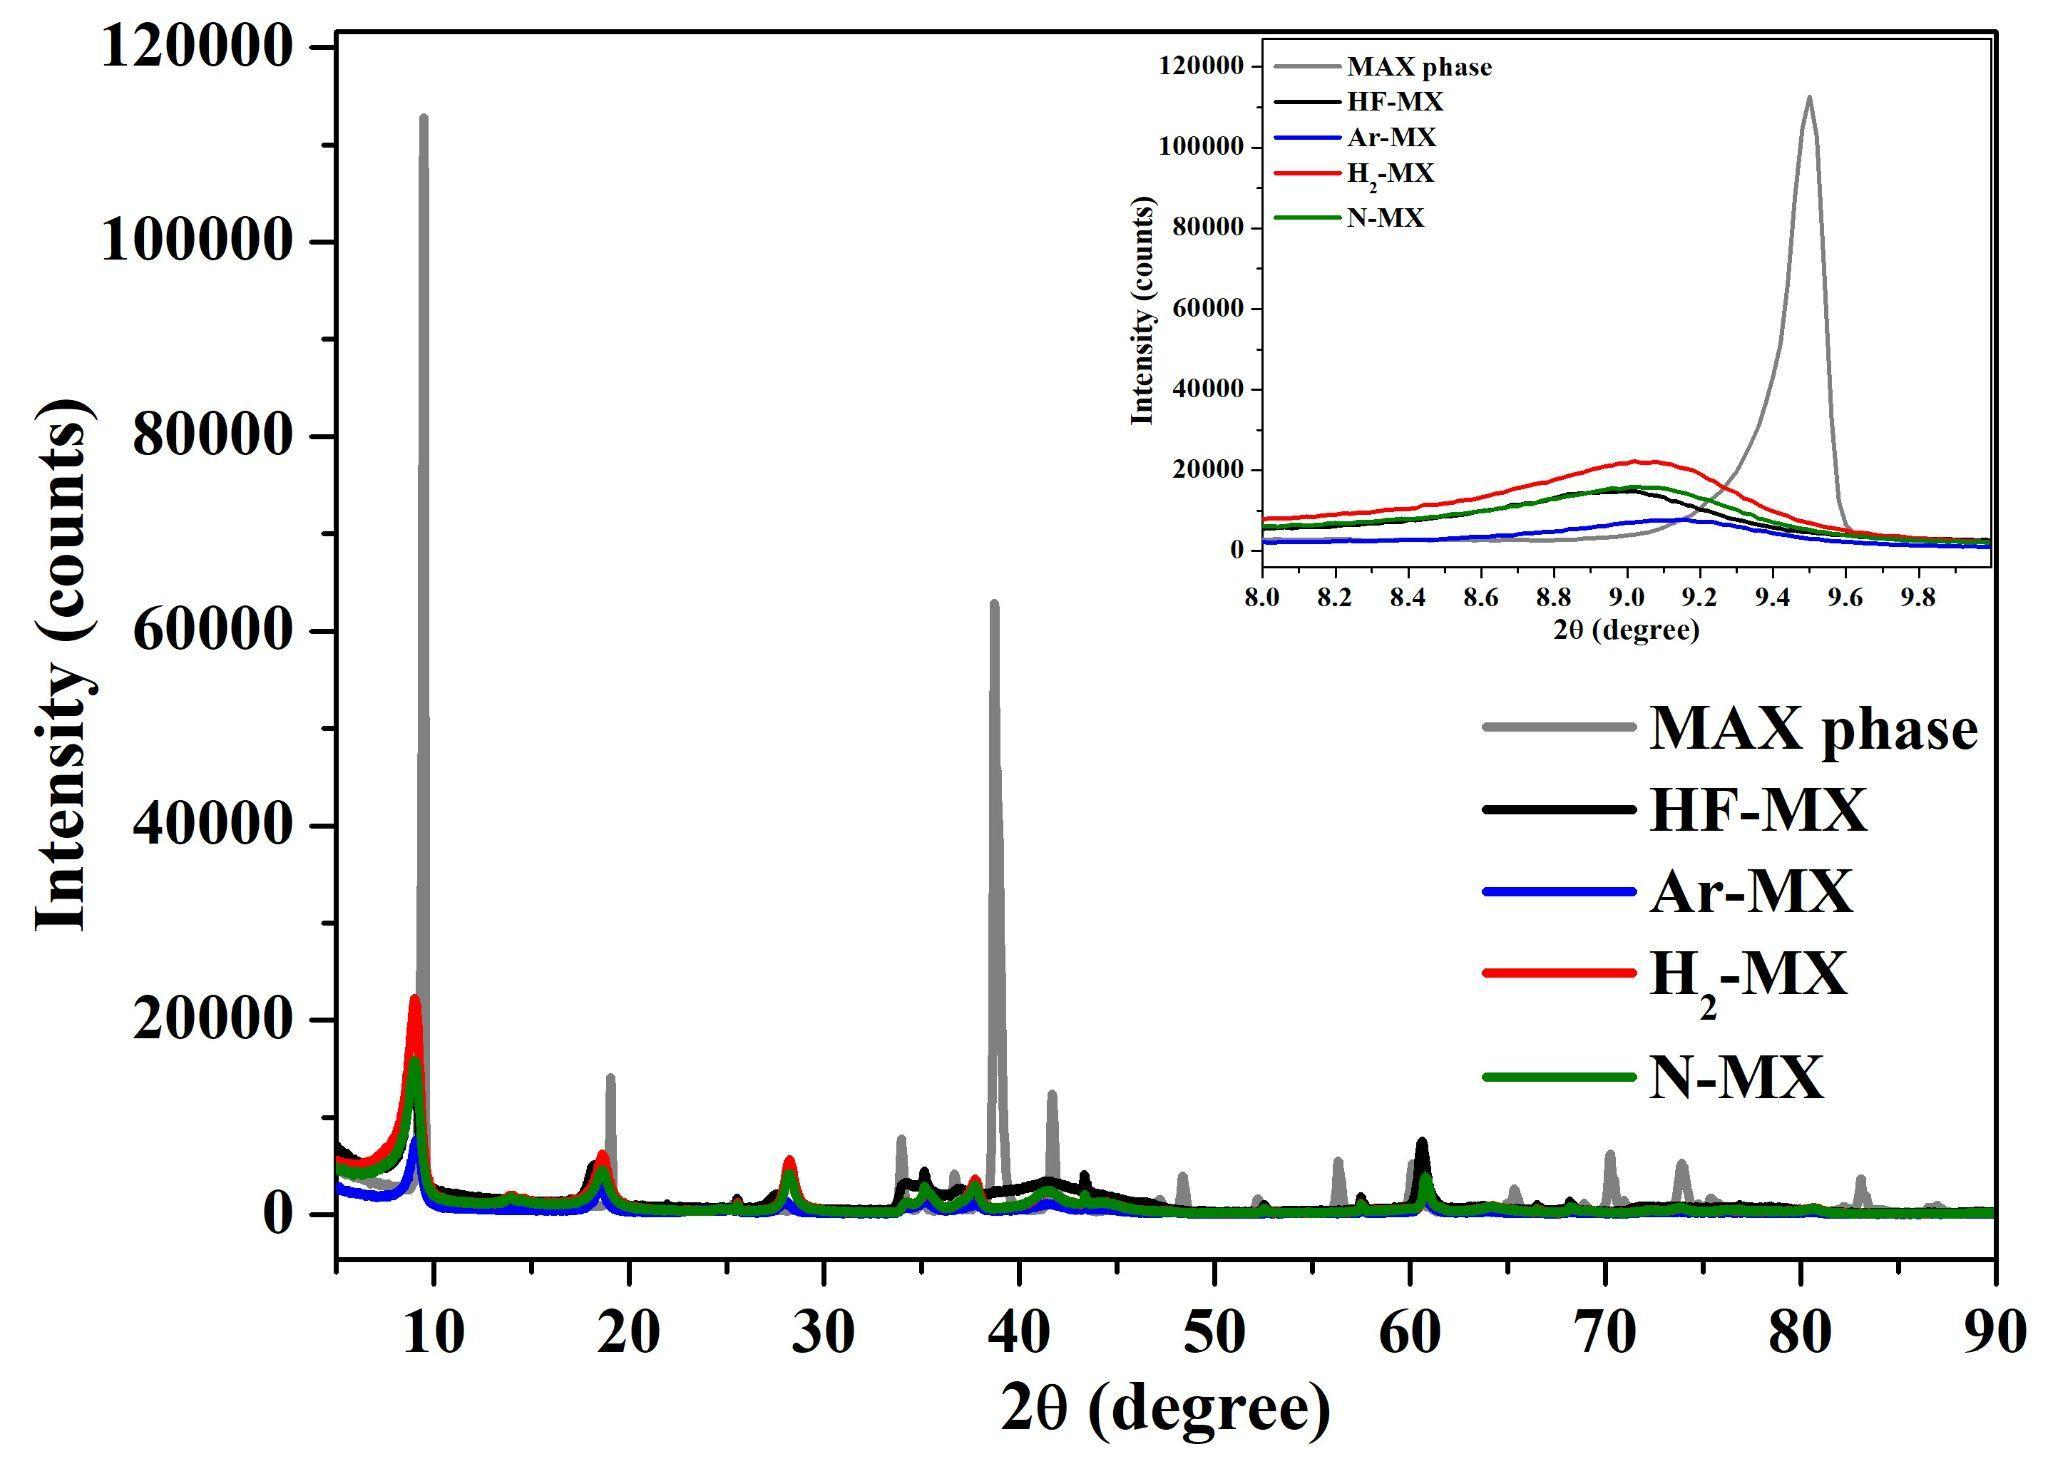 Intensity (counts)
120000
100000
80000
60000
40000
20000
0
10 20 30 40 50 60 70 80 90
2θ (degree)
MAX phase
HF-MX
Ar-MX
H2-MX
N-MX
Intensity (counts)
120000
100000
80000
60000
40000
20000
0
8.0 8.2 8.4 8.6 8.8 9.0 9.2 9.4 9.6 9.8
2θ (degree)
MAX phase
HF-MX
Ar-MX
H2-MX
N-MX